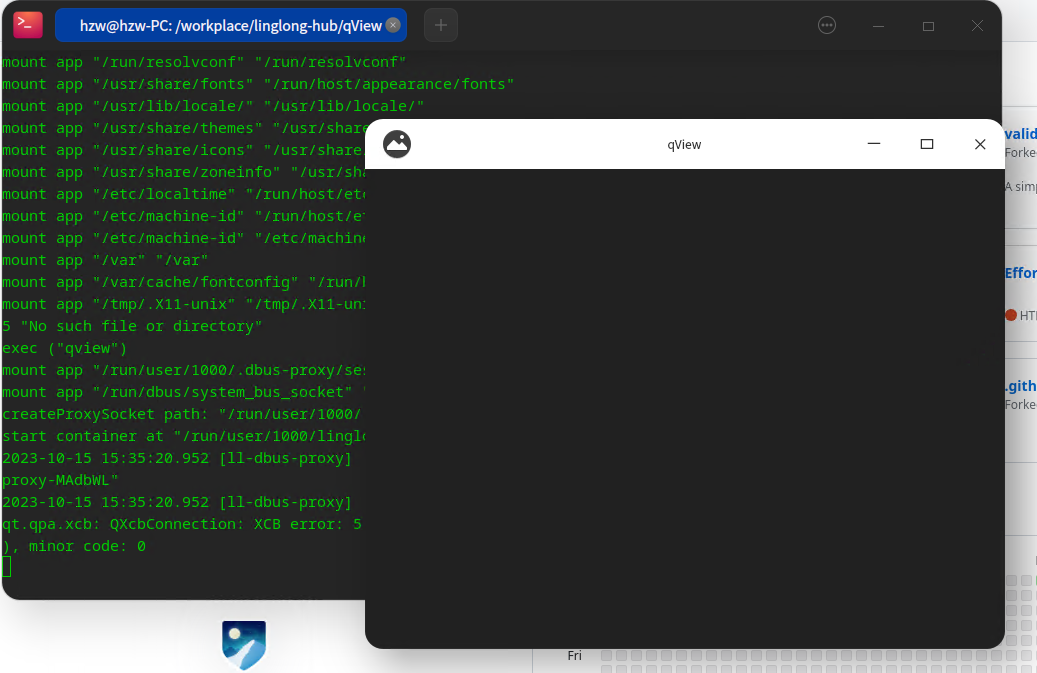 hzw@hzw-PC: /workplace/linglong-hub/qView
mount app "/run/resolvconf" "/run/resolvconf"
mount app "/usr/share/fonts" "/run/host/appearance/fonts"
mount app "/usr/lib/locale/" "/usr/lib/locale/"
mount app "/usr/share/themes" "/usr/share
mount app "/usr/share/icons" "/usr/share
mount app "/usr/share/zoneinfo" "/usr/sha
mount app "/etc/localtime" "/run/host/etc
mount app "/etc/machine-id" "/run/host/et
mount app "/etc/machine-id" "/etc/machine
mount app "/var" "/var"
mount app "/var/cache/fontconfig" "/run/h
mount app "/tmp/.X11-unix" "/tmp/.X11-uni
5 "No such file or directory"
exec ("qview")
mount app "/run/user/1000/.dbus-proxy/ses
mount app "/run/dbus/system_bus_socket" "
createProxySocket path: "/run/user/1000/
start container at "/run/user/1000/linglo
2023-10-15 15:35:20.952 [ll-dbus-proxy]
proxy-MAdbWL"
2023-10-15 15:35:20.952 [ll-dbus-proxy]
qt.qpa.xcb: QXcbConnection: XCB error: 5
), minor code: 0
qView
valid
Forke
A sim
Effor
HT
.gith
Forke
Fri